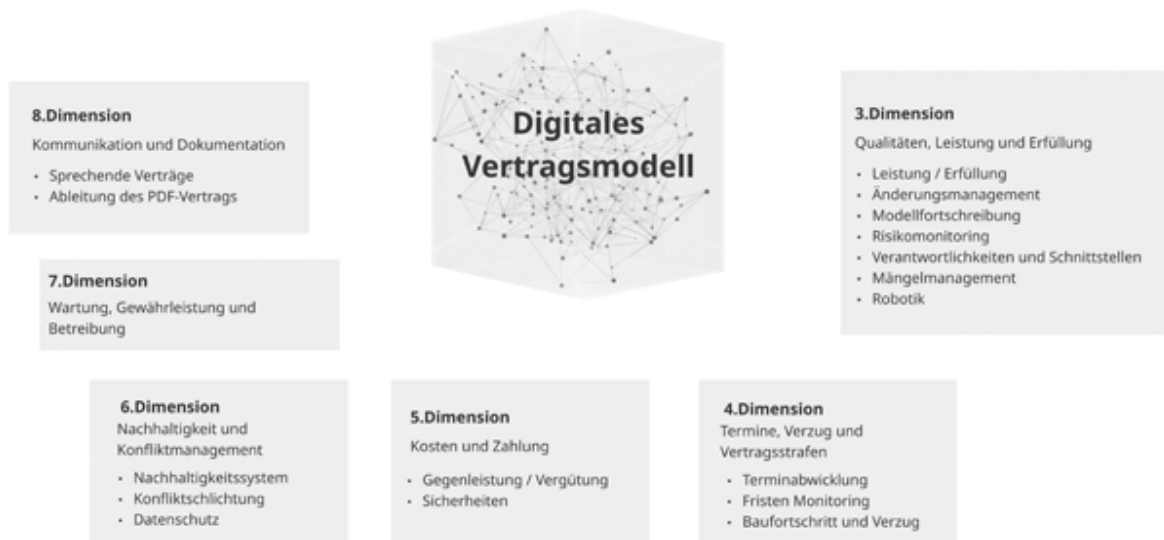 Digitales
Vertragsmodell
8.Dimension
Kommunikation und Dokumentation
• Sprechende Verträge
• Ableitung des PDF-Vertrags
7.Dimension
Wartung, Gewährleistung und
Betreibung
6.Dimension
Nachhaltigkeit und
Konfliktmanagement
• Nachhaltigkeitssystem
• Konfliktschlichtung
• Datenschutz
5.Dimension
Kosten und Zahlung
• Gegenleistung / Vergütung
• Sicherheiten
4.Dimension
Termine, Verzug und
Vertragsstrafen
• Terminabwicklung
• Fristen Monitoring
• Baufortschritt und Verzug
3.Dimension
Qualitäten, Leistung und Erfüllung
• Leistung / Erfüllung
• Änderungsmanagement
• Modellfortschreibung
• Risikomonitoring
• Verantwortlichkeiten und Schnittstellen
• Mängelmanagement
• Robotik